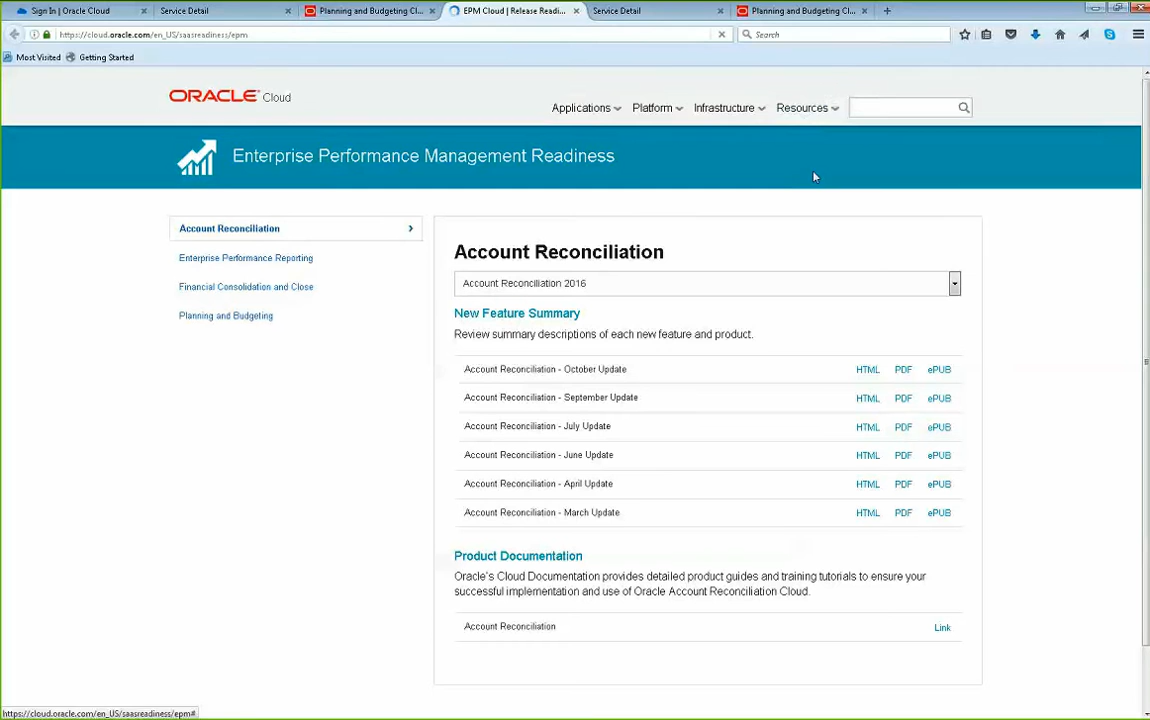 Sign In | Oracle Cloud
Service Detail
Planning and Budgeting Cl...
EPM Cloud | Release Readi...
Service Detail
Planning and Budgeting Cl...
https://cloud.oracle.com/en_US/saasreadiness/epm
Search
Most Visited
Getting Started
ORACLE Cloud
Applications
Platform
Infrastructure
Resources
Enterprise Performance Management Readiness
Account Reconciliation
Enterprise Performance Reporting
Financial Consolidation and Close
Planning and Budgeting
Account Reconciliation
Account Reconciliation 2016
New Feature Summary
Review summary descriptions of each new feature and product.
Account Reconciliation - October Update HTML PDF ePUB
Account Reconciliation - September Update HTML PDF ePUB
Account Reconciliation - July Update HTML PDF ePUB
Account Reconciliation - June Update HTML PDF ePUB
Account Reconciliation - April Update HTML PDF ePUB
Account Reconciliation - March Update HTML PDF ePUB
Product Documentation
Oracle's Cloud Documentation provides detailed product guides and training tutorials to ensure your
successful implementation and use of Oracle Account Reconciliation Cloud.
Account Reconciliation Link
https://cloud.oracle.com/en_US/saasreadiness/epm#